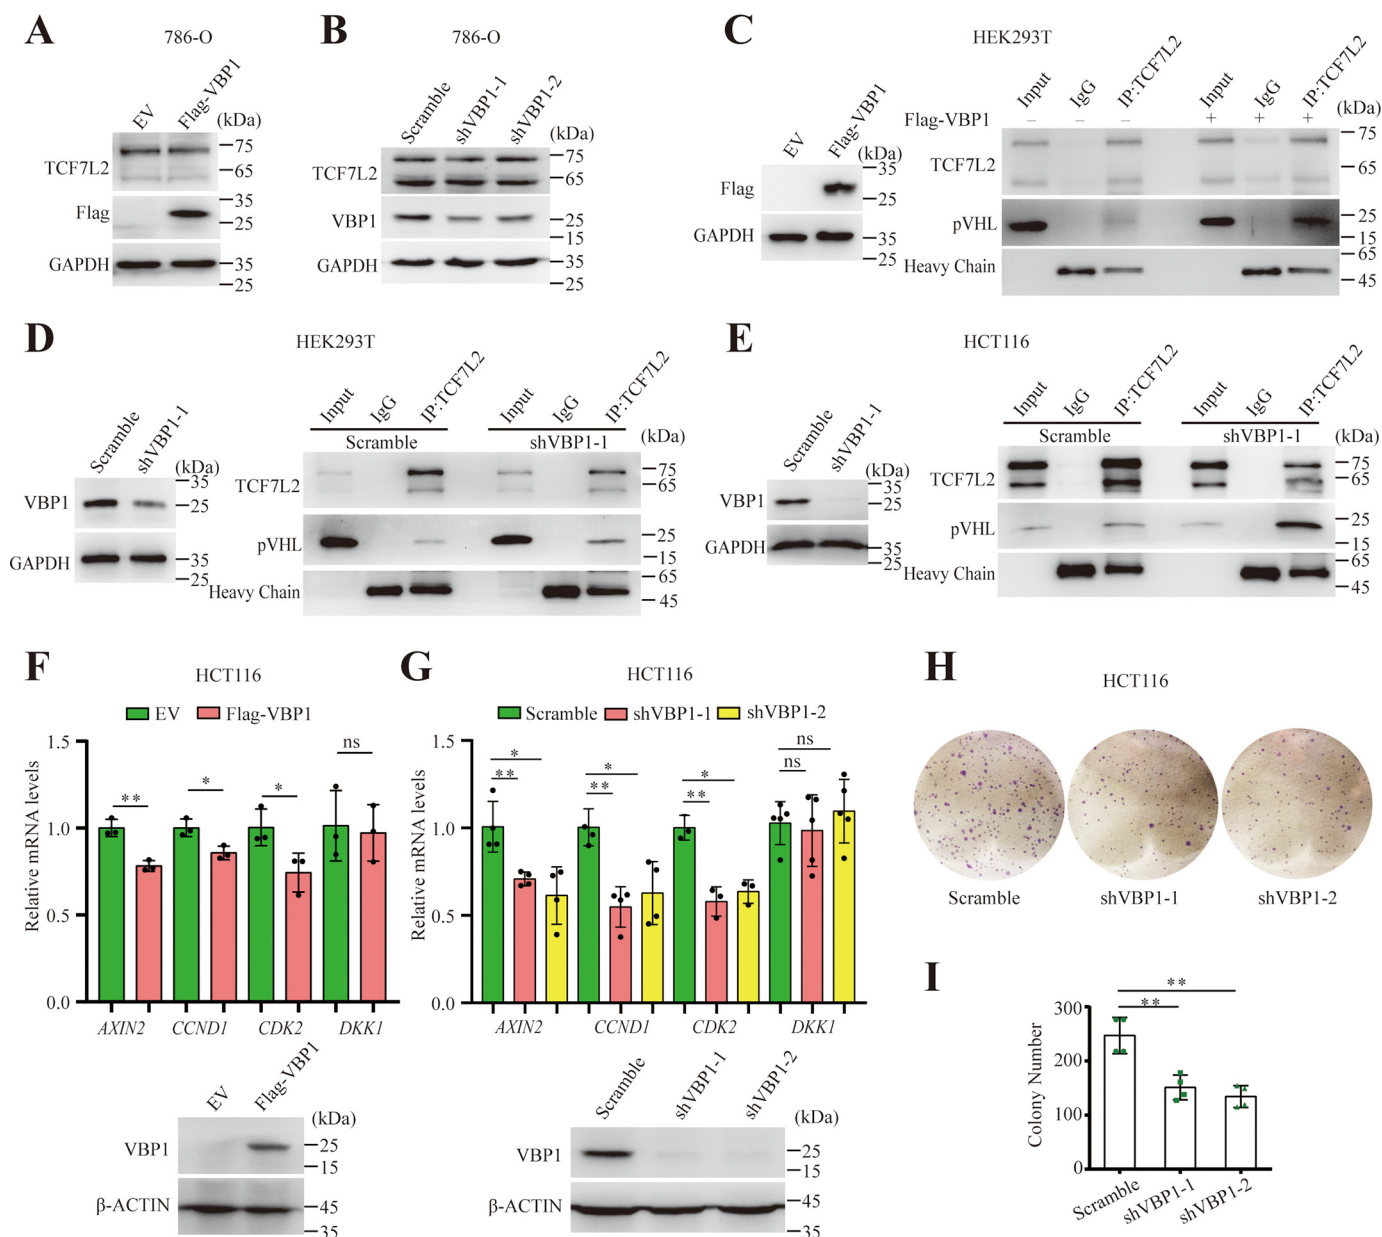 A
786-O
EV
Flag-VBP1
(kDa)
TCF7L2
75
65
Flag
35
25
GAPDH
35
25
B
786-O
Scramble
shVBP1-1
shVBP1-2
(kDa)
TCF7L2
75
65
VBP1
25
15
GAPDH
35
25
C
HEK293T
EV
Flag-VBP1
(kDa)
Flag
35
25
GAPDH
35
25
Input
IgG
IP:TCF7L2
Input
IgG
IP:TCF7L2
(kDa)
Flag-VBP1 – – – + + +
TCF7L2
75
65
pVHL
25
15
Heavy Chain
65
45
D
HEK293T
Scramble
shVBP1-1
(kDa)
VBP1
35
25
GAPDH
35
25
Input
IgG
IP:TCF7L2
Input
IgG
IP:TCF7L2
Scramble
shVBP1-1
(kDa)
TCF7L2
75
65
pVHL
25
15
Heavy Chain
65
45
E
HCT116
Scramble
shVBP1-1
(kDa)
VBP1
35
25
GAPDH
35
25
Input
IgG
IP:TCF7L2
Input
IgG
IP:TCF7L2
Scramble
shVBP1-1
(kDa)
TCF7L2
75
65
pVHL
25
15
Heavy Chain
65
45
F
HCT116
EV Flag-VBP1
Relative mRNA levels
1.5
1.0
0.5
0.0
**
*
*
ns
AXIN2 CCND1 CDK2 DKK1
EV
Flag-VBP1
(kDa)
VBP1
25
15
β-ACTIN
45
35
G
HCT116
Scramble shVBP1-1 shVBP1-2
Relative mRNA levels
1.5
1.0
0.5
0.0
*
**
*
**
*
**
ns
ns
AXIN2 CCND1 CDK2 DKK1
Scramble
shVBP1-1
shVBP1-2
(kDa)
VBP1
25
15
β-ACTIN
45
35
H
HCT116
Scramble shVBP1-1 shVBP1-2
I
Colony Number
300
200
100
0
**
**
Scramble
shVBP1-1
shVBP1-2